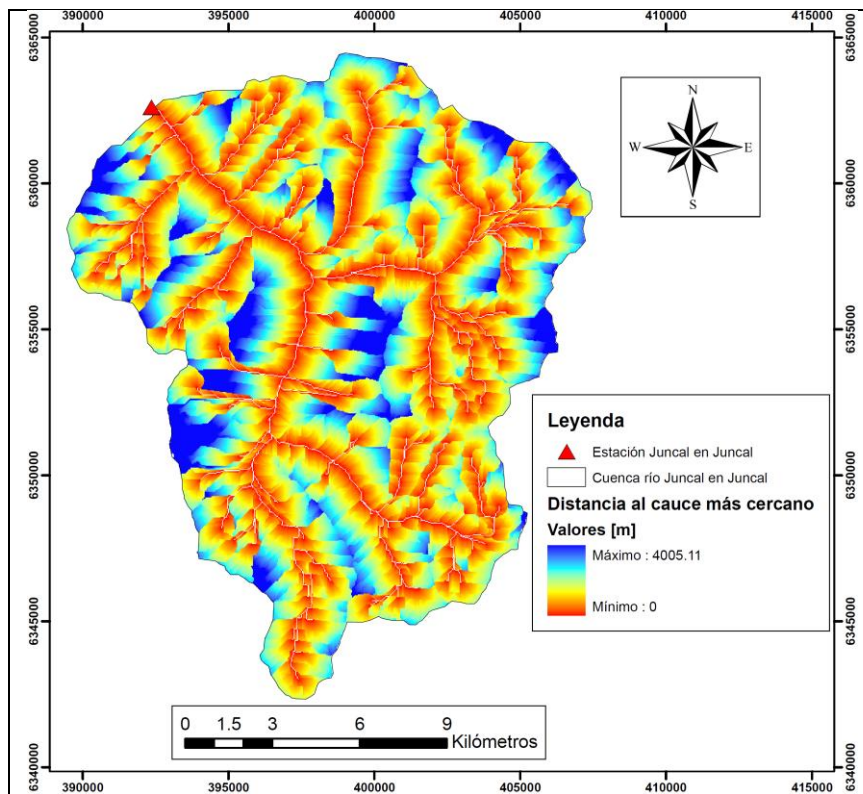 390000 395000 400000 405000 410000 415000
6365000
6365000
6360000
6360000
6355000
6355000
6350000
6350000
6345000
6345000
6340000
6340000
N
W E
S
Leyenda
Estación Juncal en Juncal
Cuenca río Juncal en Juncal
Distancia al cauce más cercano
Valores [m]
Máximo : 4005.11
Mínimo : 0
0 1.5 3 6 9
Kilómetros
390000 395000 400000 405000 410000 415000